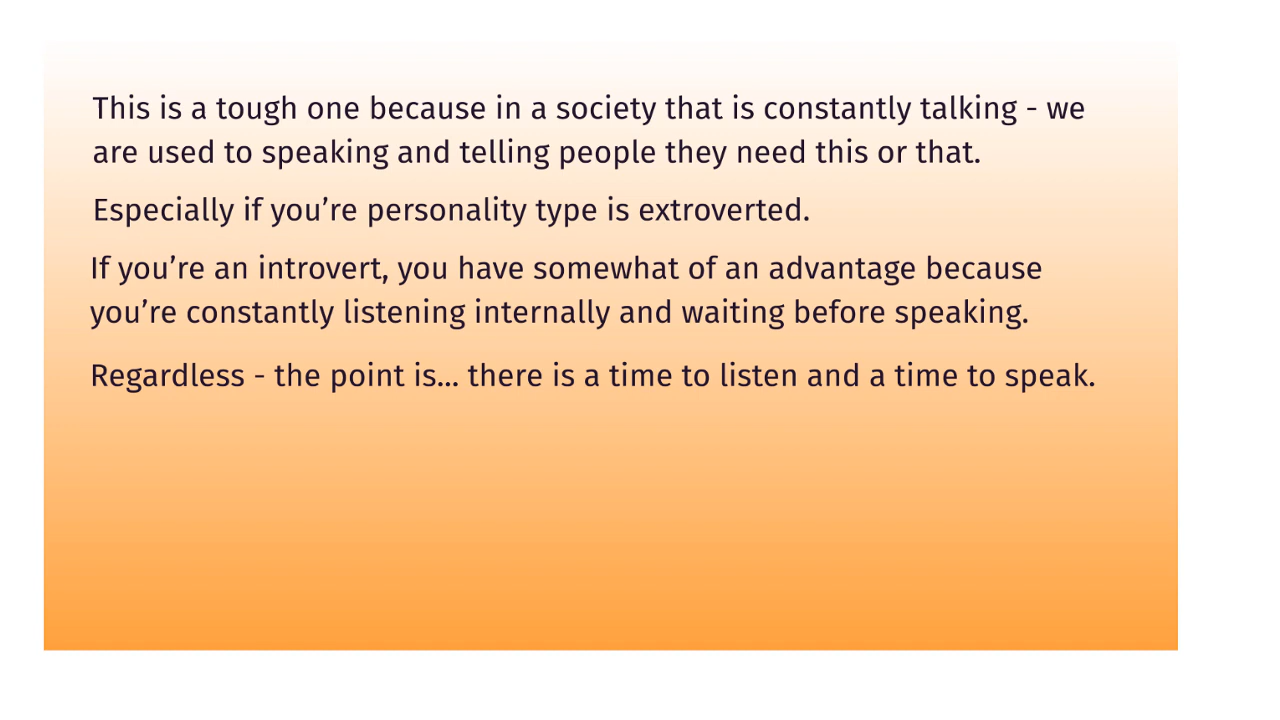 This is a tough one because in a society that is constantly talking - we
are used to speaking and telling people they need this or that.
Especially if you’re personality type is extroverted.
If you’re an introvert, you have somewhat of an advantage because
you’re constantly listening internally and waiting before speaking.
Regardless - the point is... there is a time to listen and a time to speak.